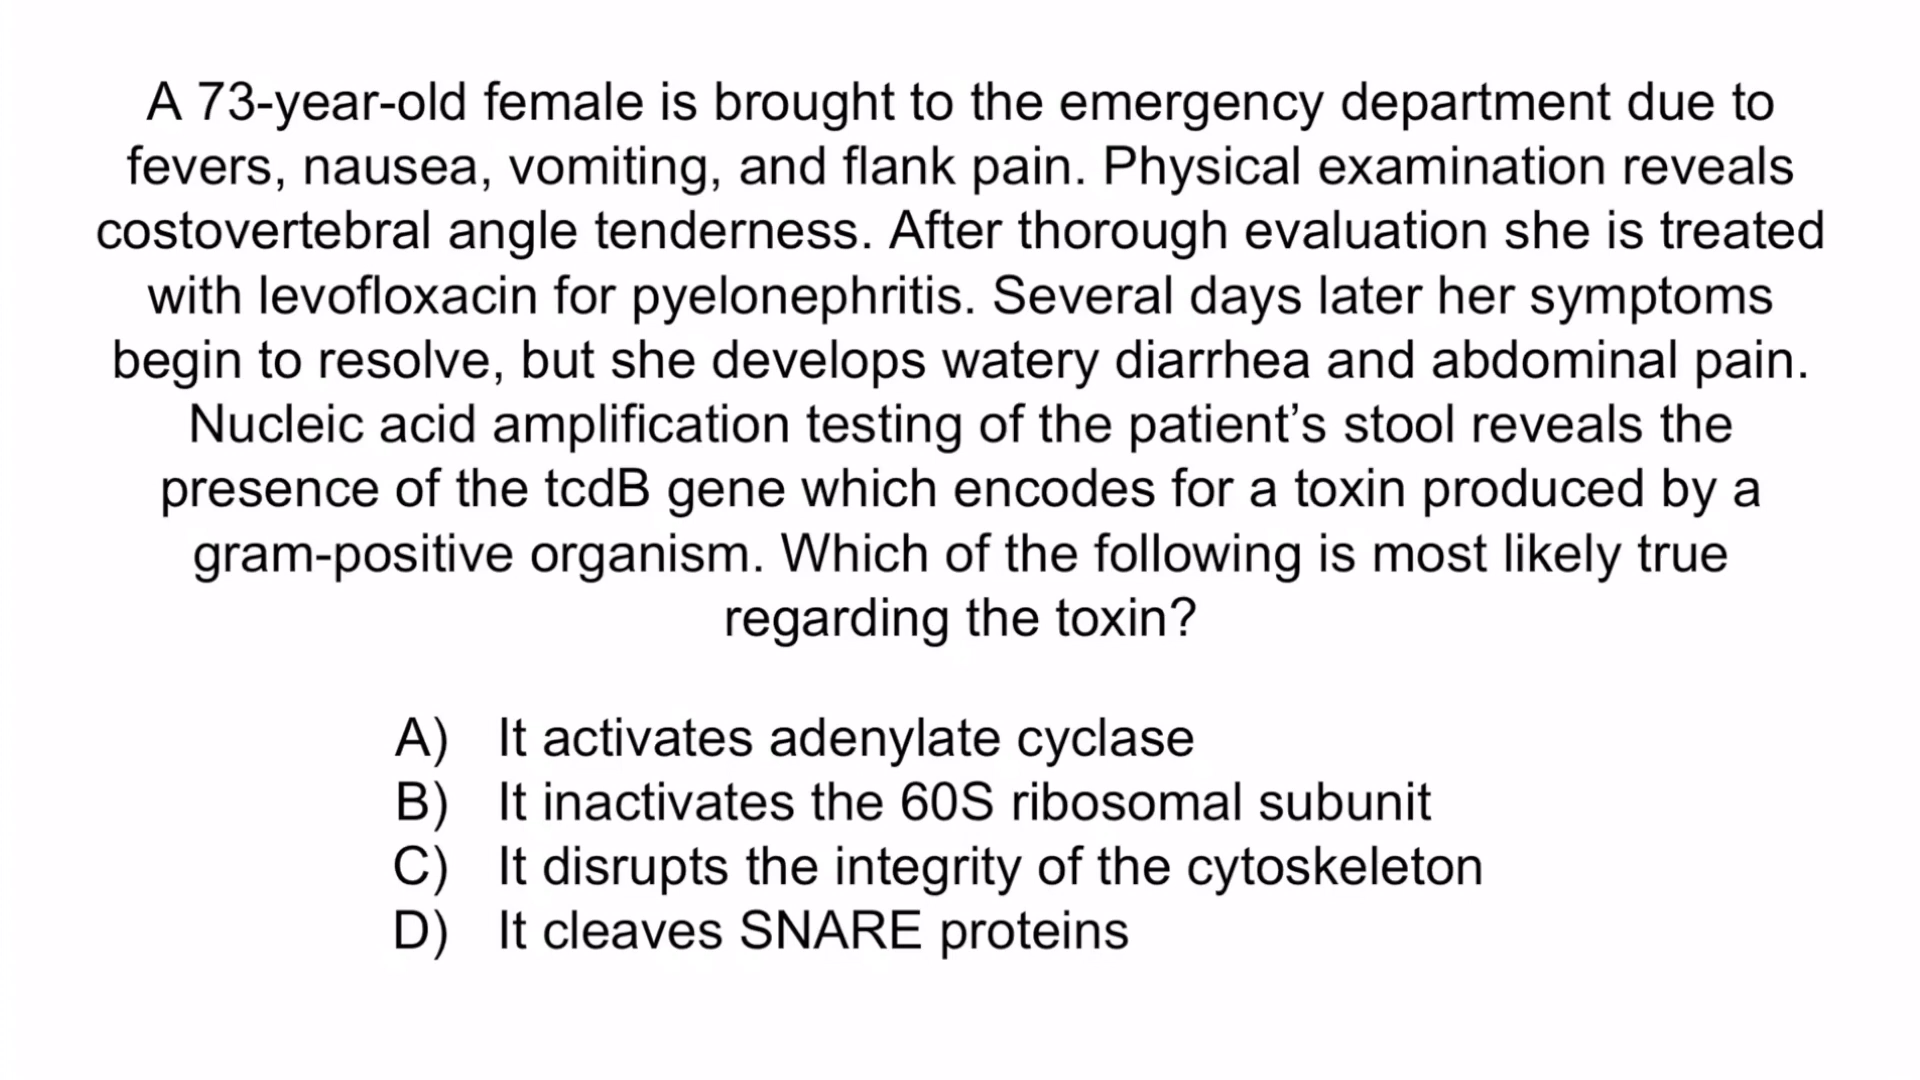 A 73-year-old female is brought to the emergency department due to
fevers, nausea, vomiting, and flank pain. Physical examination reveals
costovertebral angle tenderness. After thorough evaluation she is treated
with levofloxacin for pyelonephritis. Several days later her symptoms
begin to resolve, but she develops watery diarrhea and abdominal pain.
Nucleic acid amplification testing of the patient’s stool reveals the
presence of the tcdB gene which encodes for a toxin produced by a
gram-positive organism. Which of the following is most likely true
regarding the toxin?
A) It activates adenylate cyclase
B) It inactivates the 60S ribosomal subunit
C) It disrupts the integrity of the cytoskeleton
D) It cleaves SNARE proteins